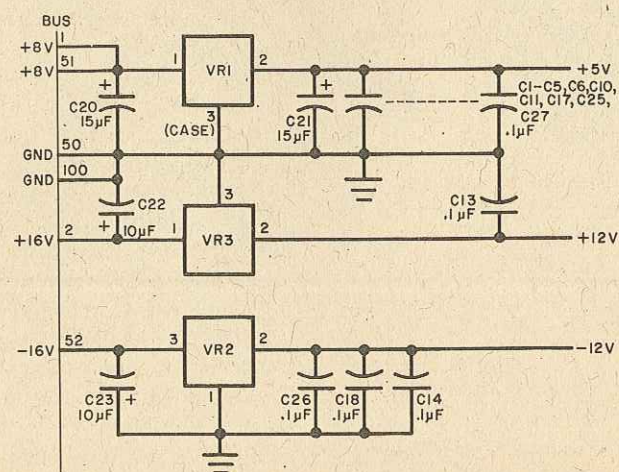 BUS
+8V 1
+8V 51
1 VR1 2
+5V
+
C20
15µF
3
(CASE)
+
C21
15µF
C1-C5,C6,C10,
C11, C17, C25,
C27
.1µF
GND 50
GND 100
C22
+
10µF
3
C13
.1µF
+16V 2
1 VR3 2
+12V
-16V 52
3 VR2 2
-12V
C23
10µF
+
1
C26
.1µF
C18
.1µF
C14
.1µF